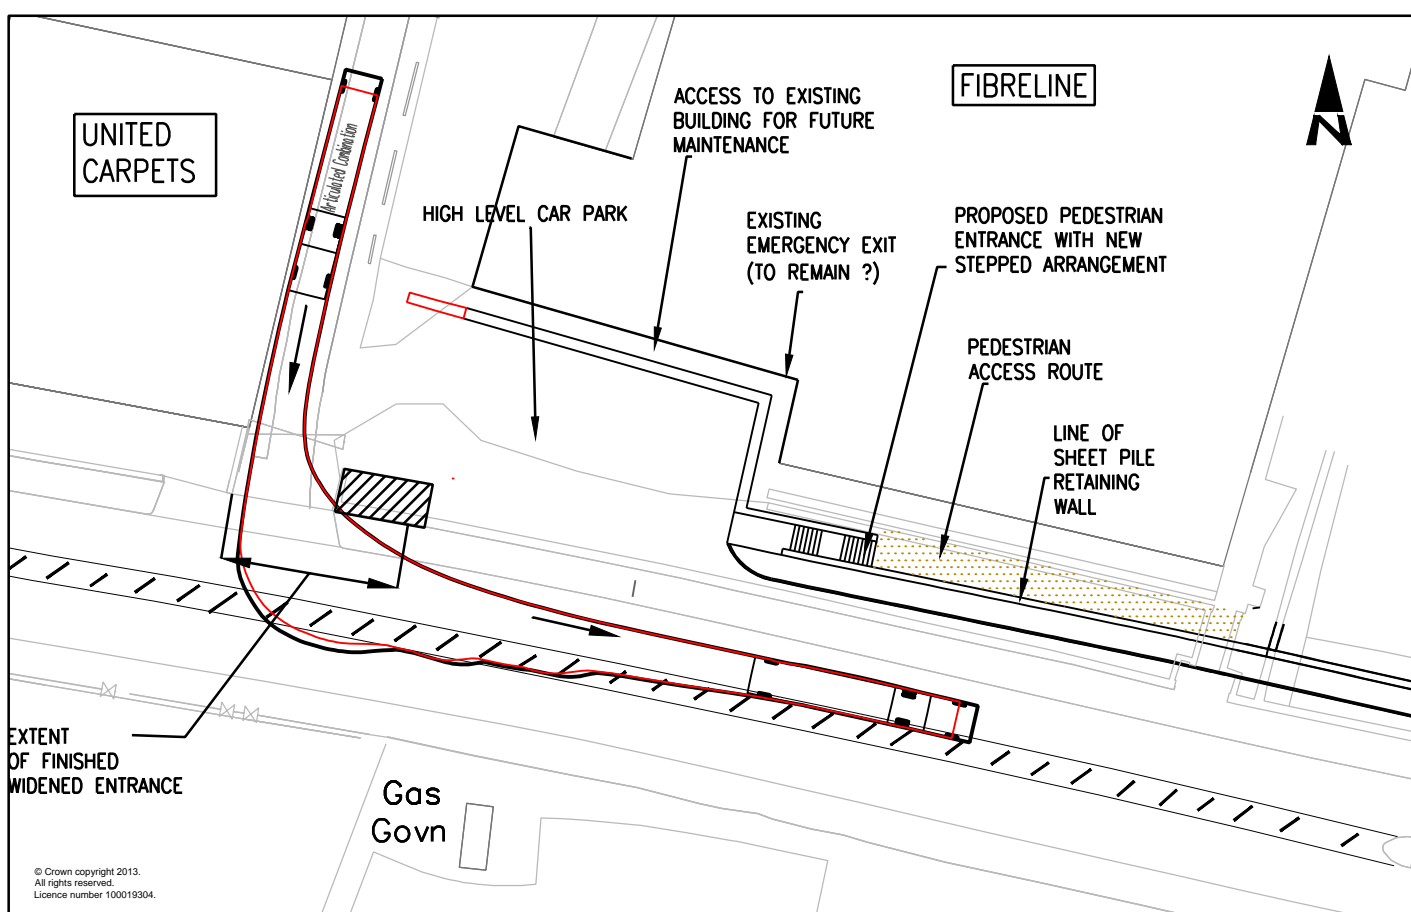 UNITED
CARPETS
Articulated Combination
HIGH LEVEL CAR PARK
ACCESS TO EXISTING
BUILDING FOR FUTURE
MAINTENANCE
FIBRELINE
N
EXISTING
EMERGENCY EXIT
(TO REMAIN ?)
PROPOSED PEDESTRIAN
ENTRANCE WITH NEW
STEPPED ARRANGEMENT
PEDESTRIAN
ACCESS ROUTE
LINE OF
SHEET PILE
RETAINING
WALL
EXTENT
OF FINISHED
WIDENED ENTRANCE
Gas
Govn
© Crown copyright 2013.
All rights reserved.
Licence number 100019304.